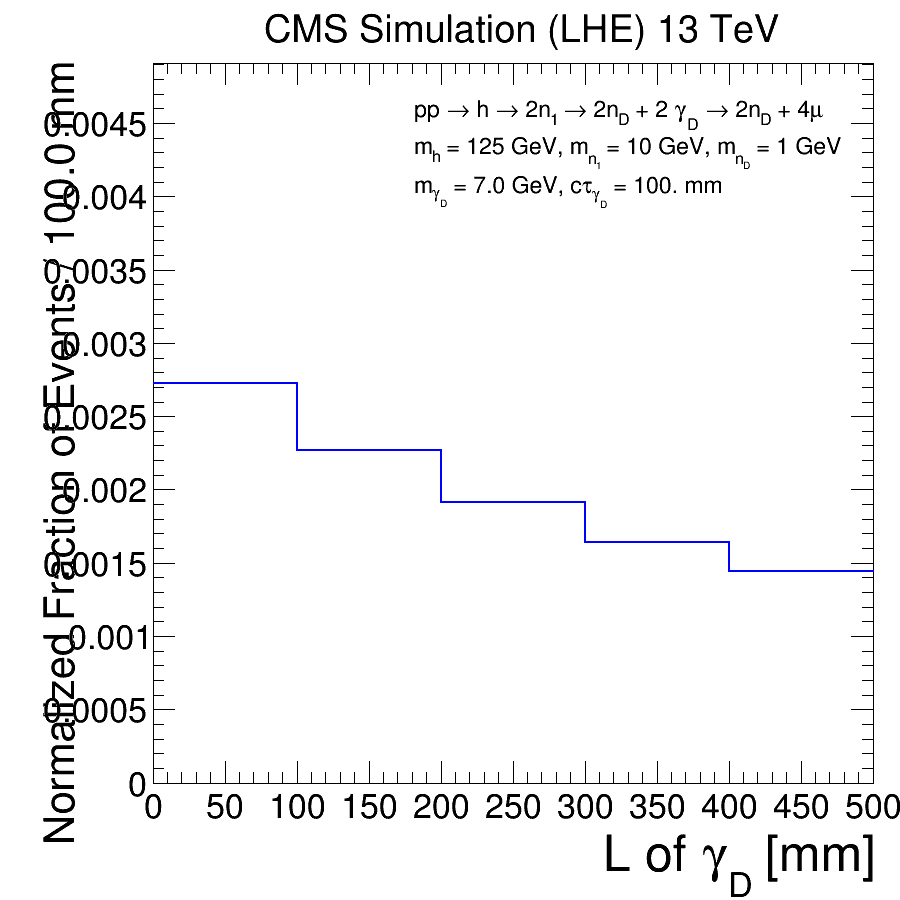 CMS Simulation (LHE) 13 TeV
pp → h → 2n1 → 2nD + 2 γD → 2nD + 4μ
mh = 125 GeV, mn1 = 10 GeV, mnD = 1 GeV
mγD = 7.0 GeV, cτγD = 100. mm
Normalized Fraction of Events / 100.0 mm
0.0045
0.004
0.0035
0.003
0.0025
0.002
0.0015
0.001
0.0005
0
0 50 100 150 200 250 300 350 400 450 500
L of γD [mm]